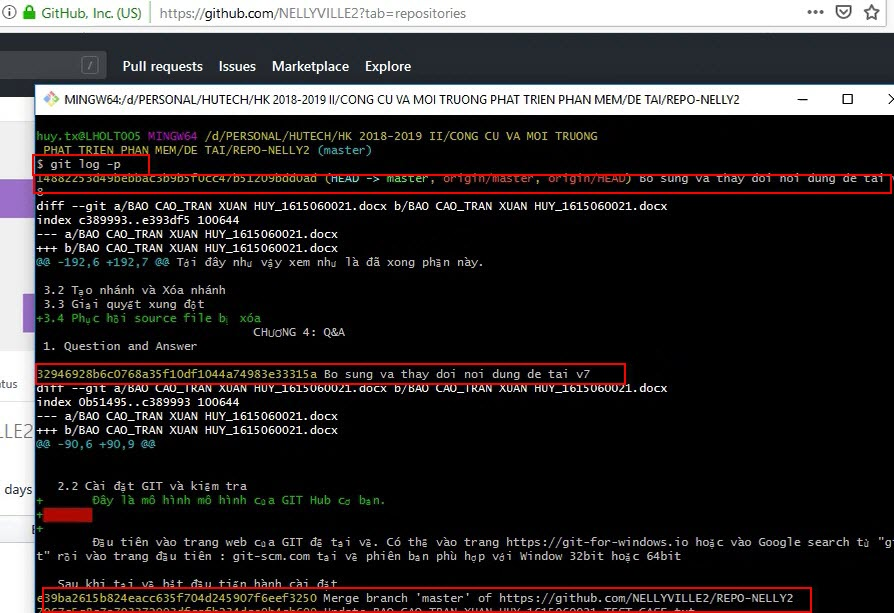 GitHub, Inc. (US) https://github.com/NELLYVILLE2?tab=repositories
/ Pull requests Issues Marketplace Explore
MINGW64:/d/PERSONAL/HUTECH/HK 2018-2019 II/CONG CU VA MOI TRUONG PHAT TRIEN PHAN MEM/DE TAI/REPO-NELLY2
huy.tx@LHOLT005 MINGW64 /d/PERSONAL/HUTECH/HK 2018-2019 II/CONG CU VA MOI TRUONG
PHAT TRIEN PHAN MEM/DE TAI/REPO-NELLY2 (master)
$ git log -p
(HEAD -> master, origin/master, origin/HEAD) Bo sung va thay doi noi dung de tai v
8
diff --git a/BAO CAO_TRAN XUAN HUY_1615060021.docx b/BAO CAO_TRAN XUAN HUY_1615060021.docx
index c389993..e393df5 100644
--- a/BAO CAO_TRAN XUAN HUY_1615060021.docx
+++ b/BAO CAO_TRAN XUAN HUY_1615060021.docx
@@ -192,6 +192,7 @@ Tới đây như vậy xem như là đã xong phần này.
3.2 Tạo nhánh và Xóa nhánh
3.3 Giải quyết xung đột
+3.4 Phục hồi source file bị xóa
CHƯƠNG 4: Q&A
1. Question and Answer
32946928b6c0768a35f10df1044a74983e33315a Bo sung va thay doi noi dung de tai v7
diff --git a/BAO CAO_TRAN XUAN HUY_1615060021.docx b/BAO CAO_TRAN XUAN HUY_1615060021.docx
index 0b51495..c389993 100644
--- a/BAO CAO_TRAN XUAN HUY_1615060021.docx
+++ b/BAO CAO_TRAN XUAN HUY_1615060021.docx
@@ -90,6 +90,9 @@
2.2 Cài đặt GIT và kiểm tra
+ Đây là mô hình mô hình của GIT Hub cơ bản.
+
+
Đầu tiên vào trang web của GIT để tải về. Có thể vào trang https://git-for-windows.io hoặc vào Google search từ "gi
t" rồi vào trang đầu tiên : git-scm.com tải về phiên bản phù hợp với Window 32bit hoặc 64bit
Sau khi tải về bắt đầu tiến hành cài đặt
e39ba2615b824eacc635f704d245907f6eef3250 Merge branch 'master' of https://github.com/NELLYVILLE2/REPO-NELLY2
tus
LLE2
days